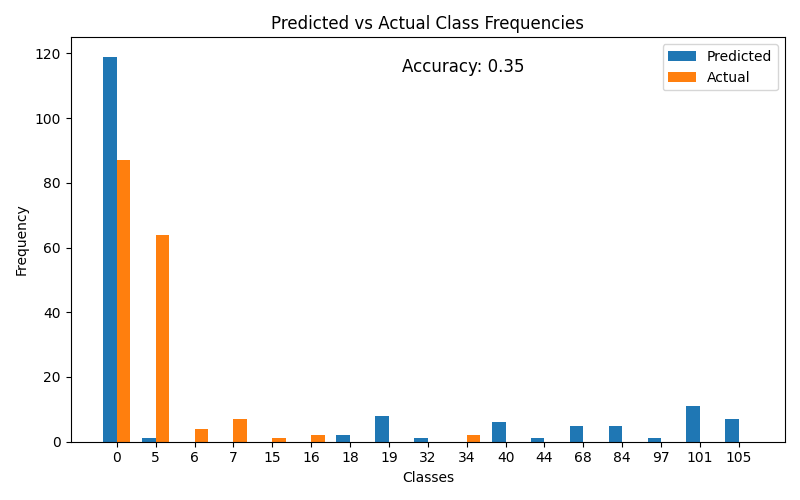 Predicted vs Actual Class Frequencies
Accuracy: 0.35
Predicted
Actual
120
100
80
60
40
20
0
Frequency
0 5 6 7 15 16 18 19 32 34 40 44 68 84 97 101 105
Classes